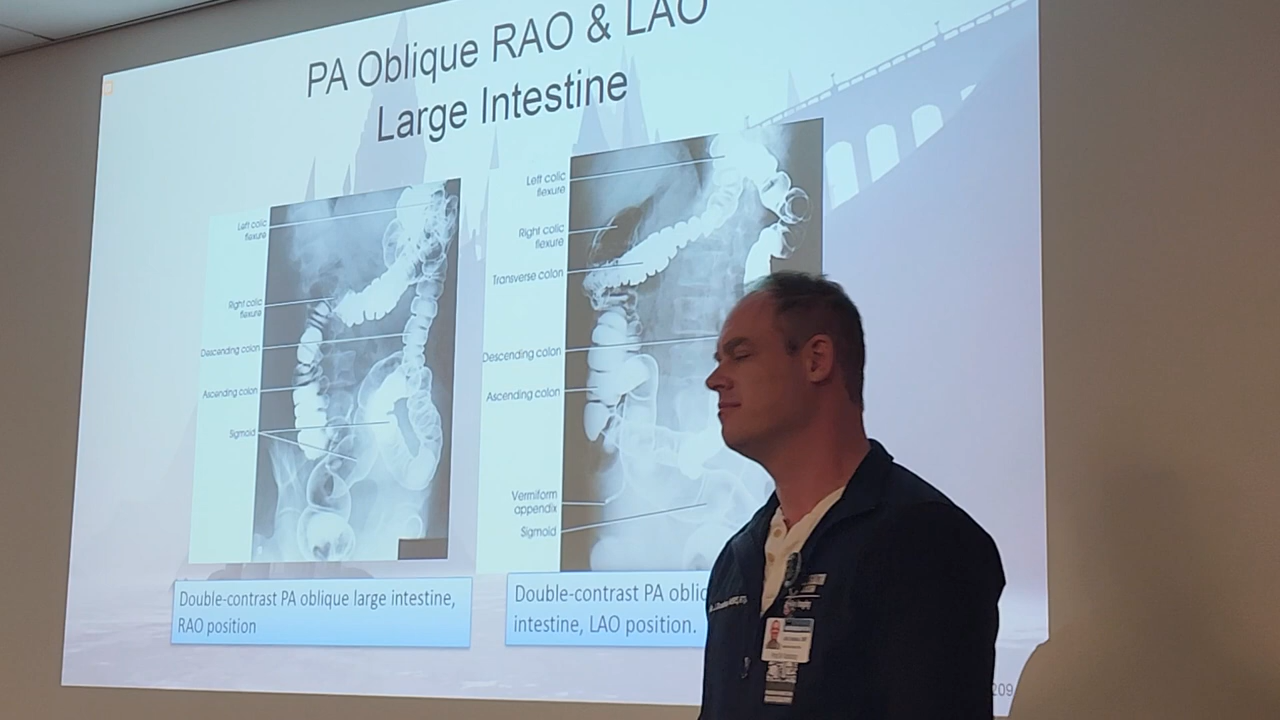 PA Oblique RAO & LAO
Large Intestine
Left colic
flexure
Right colic
flexure
Descending colon
Ascending colon
Sigmoid
Left colic
flexure
Right colic
flexure
Transverse colon
Descending colon
Ascending colon
Vermiform
appendix
Sigmoid
Double-contrast PA oblique large intestine,
RAO position
Double-contrast PA
intestine, LAO position.
209